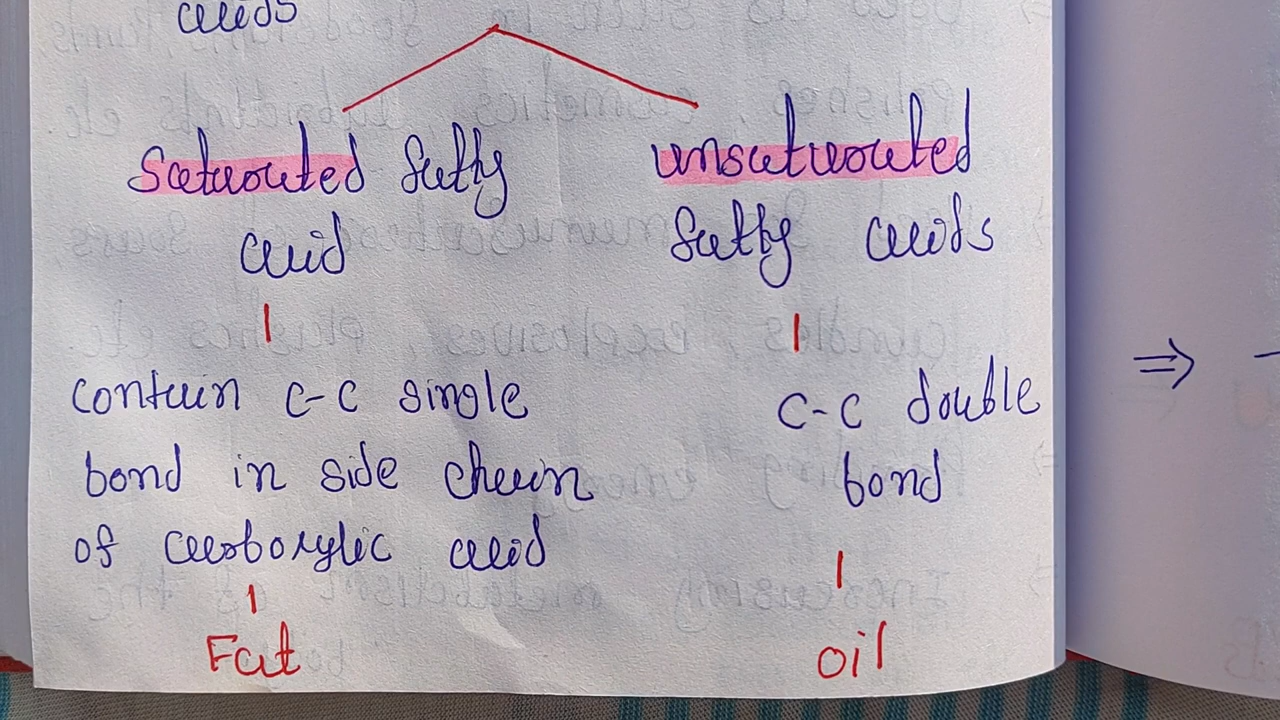 acids
saturated fatty
acid
unsaturated
fatty acids
contain C-C single
bond in side chain
of carboxylic acid
C-C double
bond
Fat
oil
⇒